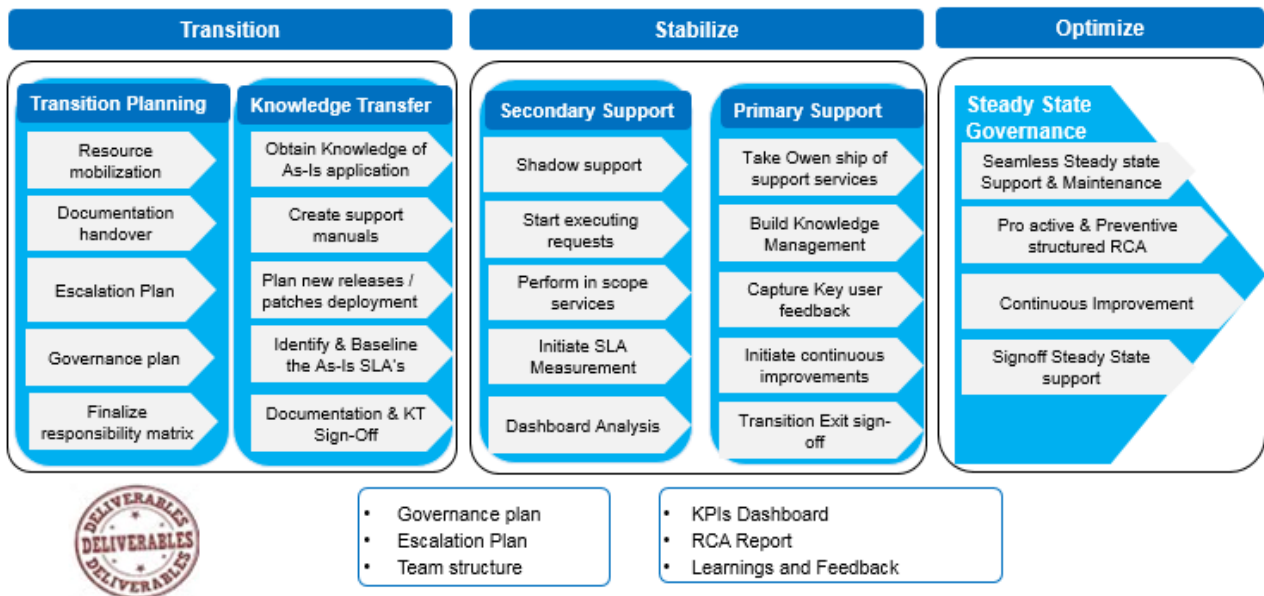 Transition
Stabilize
Optimize
Transition Planning
Resource
mobilization
Documentation
handover
Escalation Plan
Governance plan
Finalize
responsibility matrix
Knowledge Transfer
Obtain Knowledge of
As-Is application
Create support
manuals
Plan new releases /
patches deployment
Identify & Baseline
the As-Is SLA's
Documentation & KT
Sign-Off
Secondary Support
Shadow support
Start executing
requests
Perform in scope
services
Initiate SLA
Measurement
Dashboard Analysis
Primary Support
Take Owen ship of
support services
Build Knowledge
Management
Capture Key user
feedback
Initiate continuous
improvements
Transition Exit sign-
off
Steady State
Governance
Seamless Steady state
Support & Maintenance
Pro active & Preventive
structured RCA
Continuous Improvement
Signoff Steady State
support
DELIVERABLES
DELIVERABLES
DELIVERABLES
• Governance plan
• Escalation Plan
• Team structure
• KPIs Dashboard
• RCA Report
• Learnings and Feedback